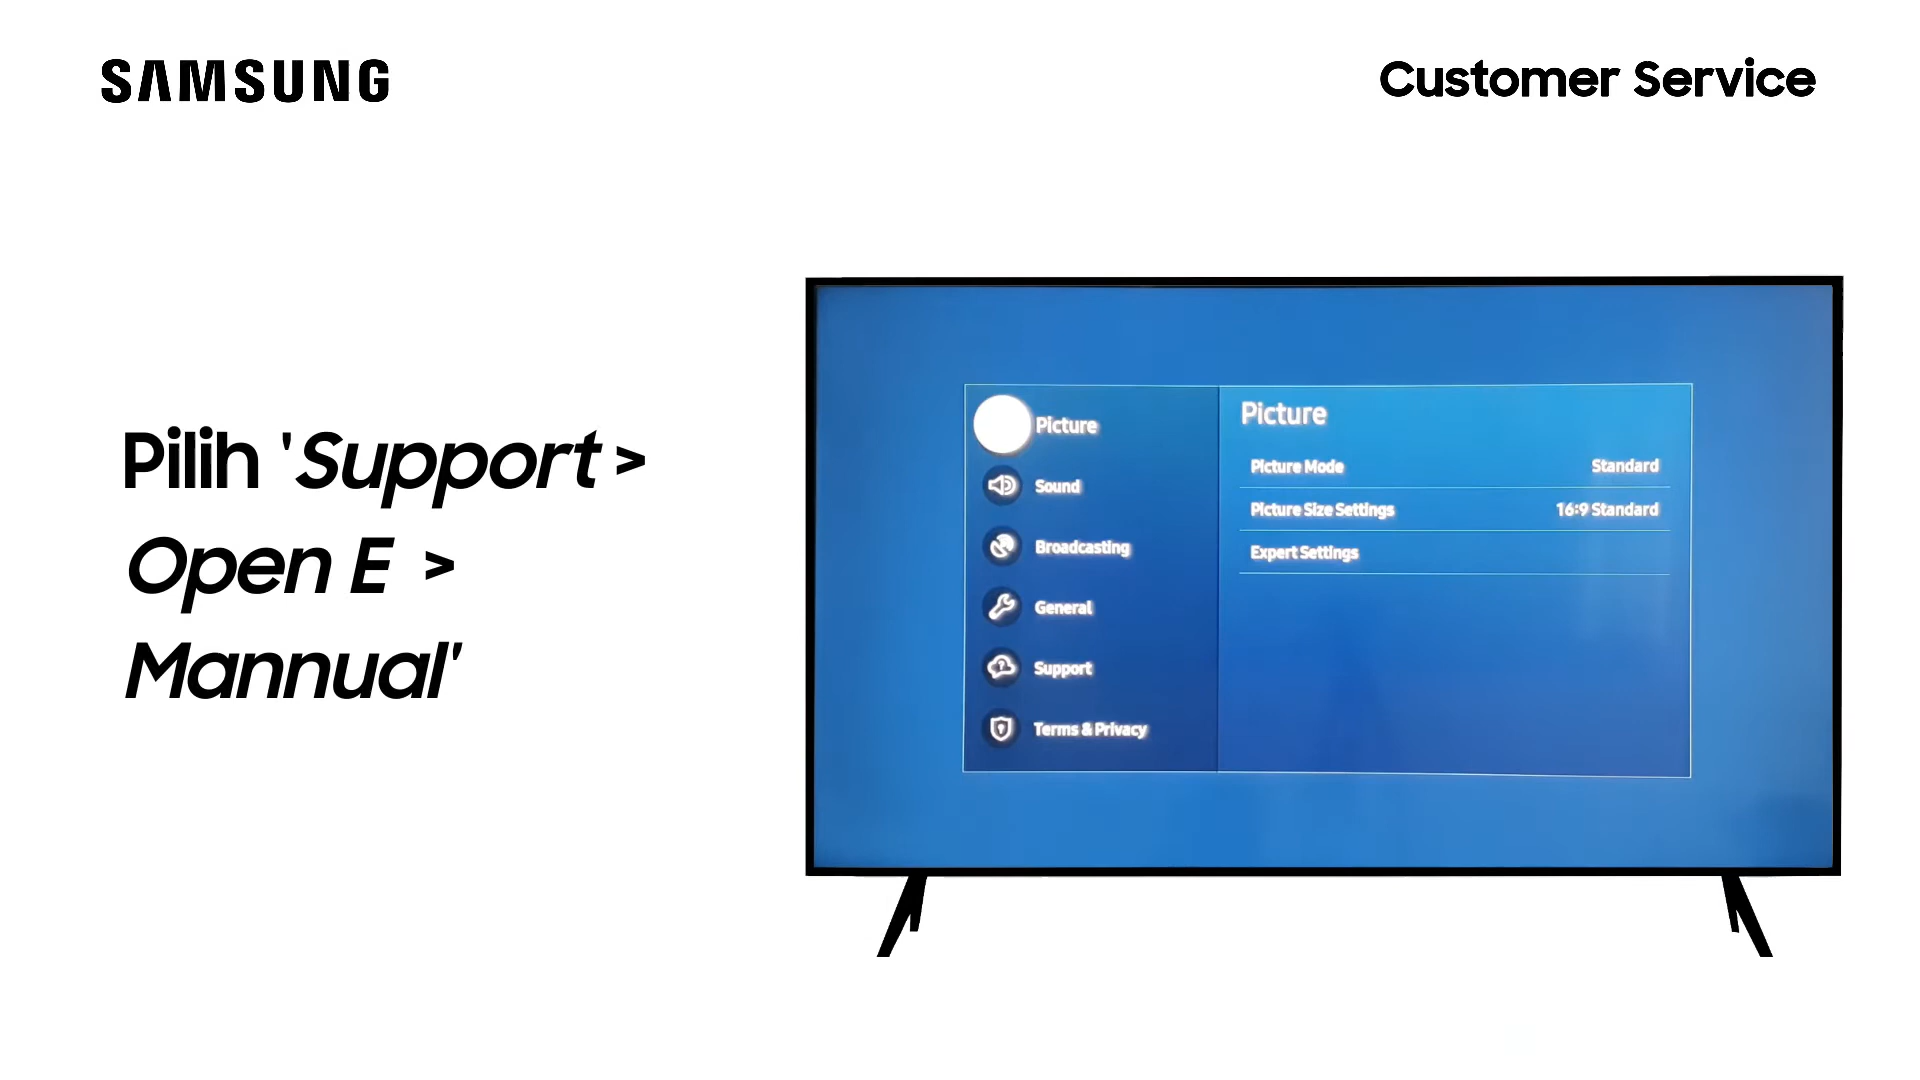 SAMSUNG
Customer Service
Pilih 'Support >
Open E >
Mannual'
Picture
Sound
Broadcasting
General
Support
Terms & Privacy
Picture
Picture Mode Standard
Picture Size Settings 16:9 Standard
Expert Settings